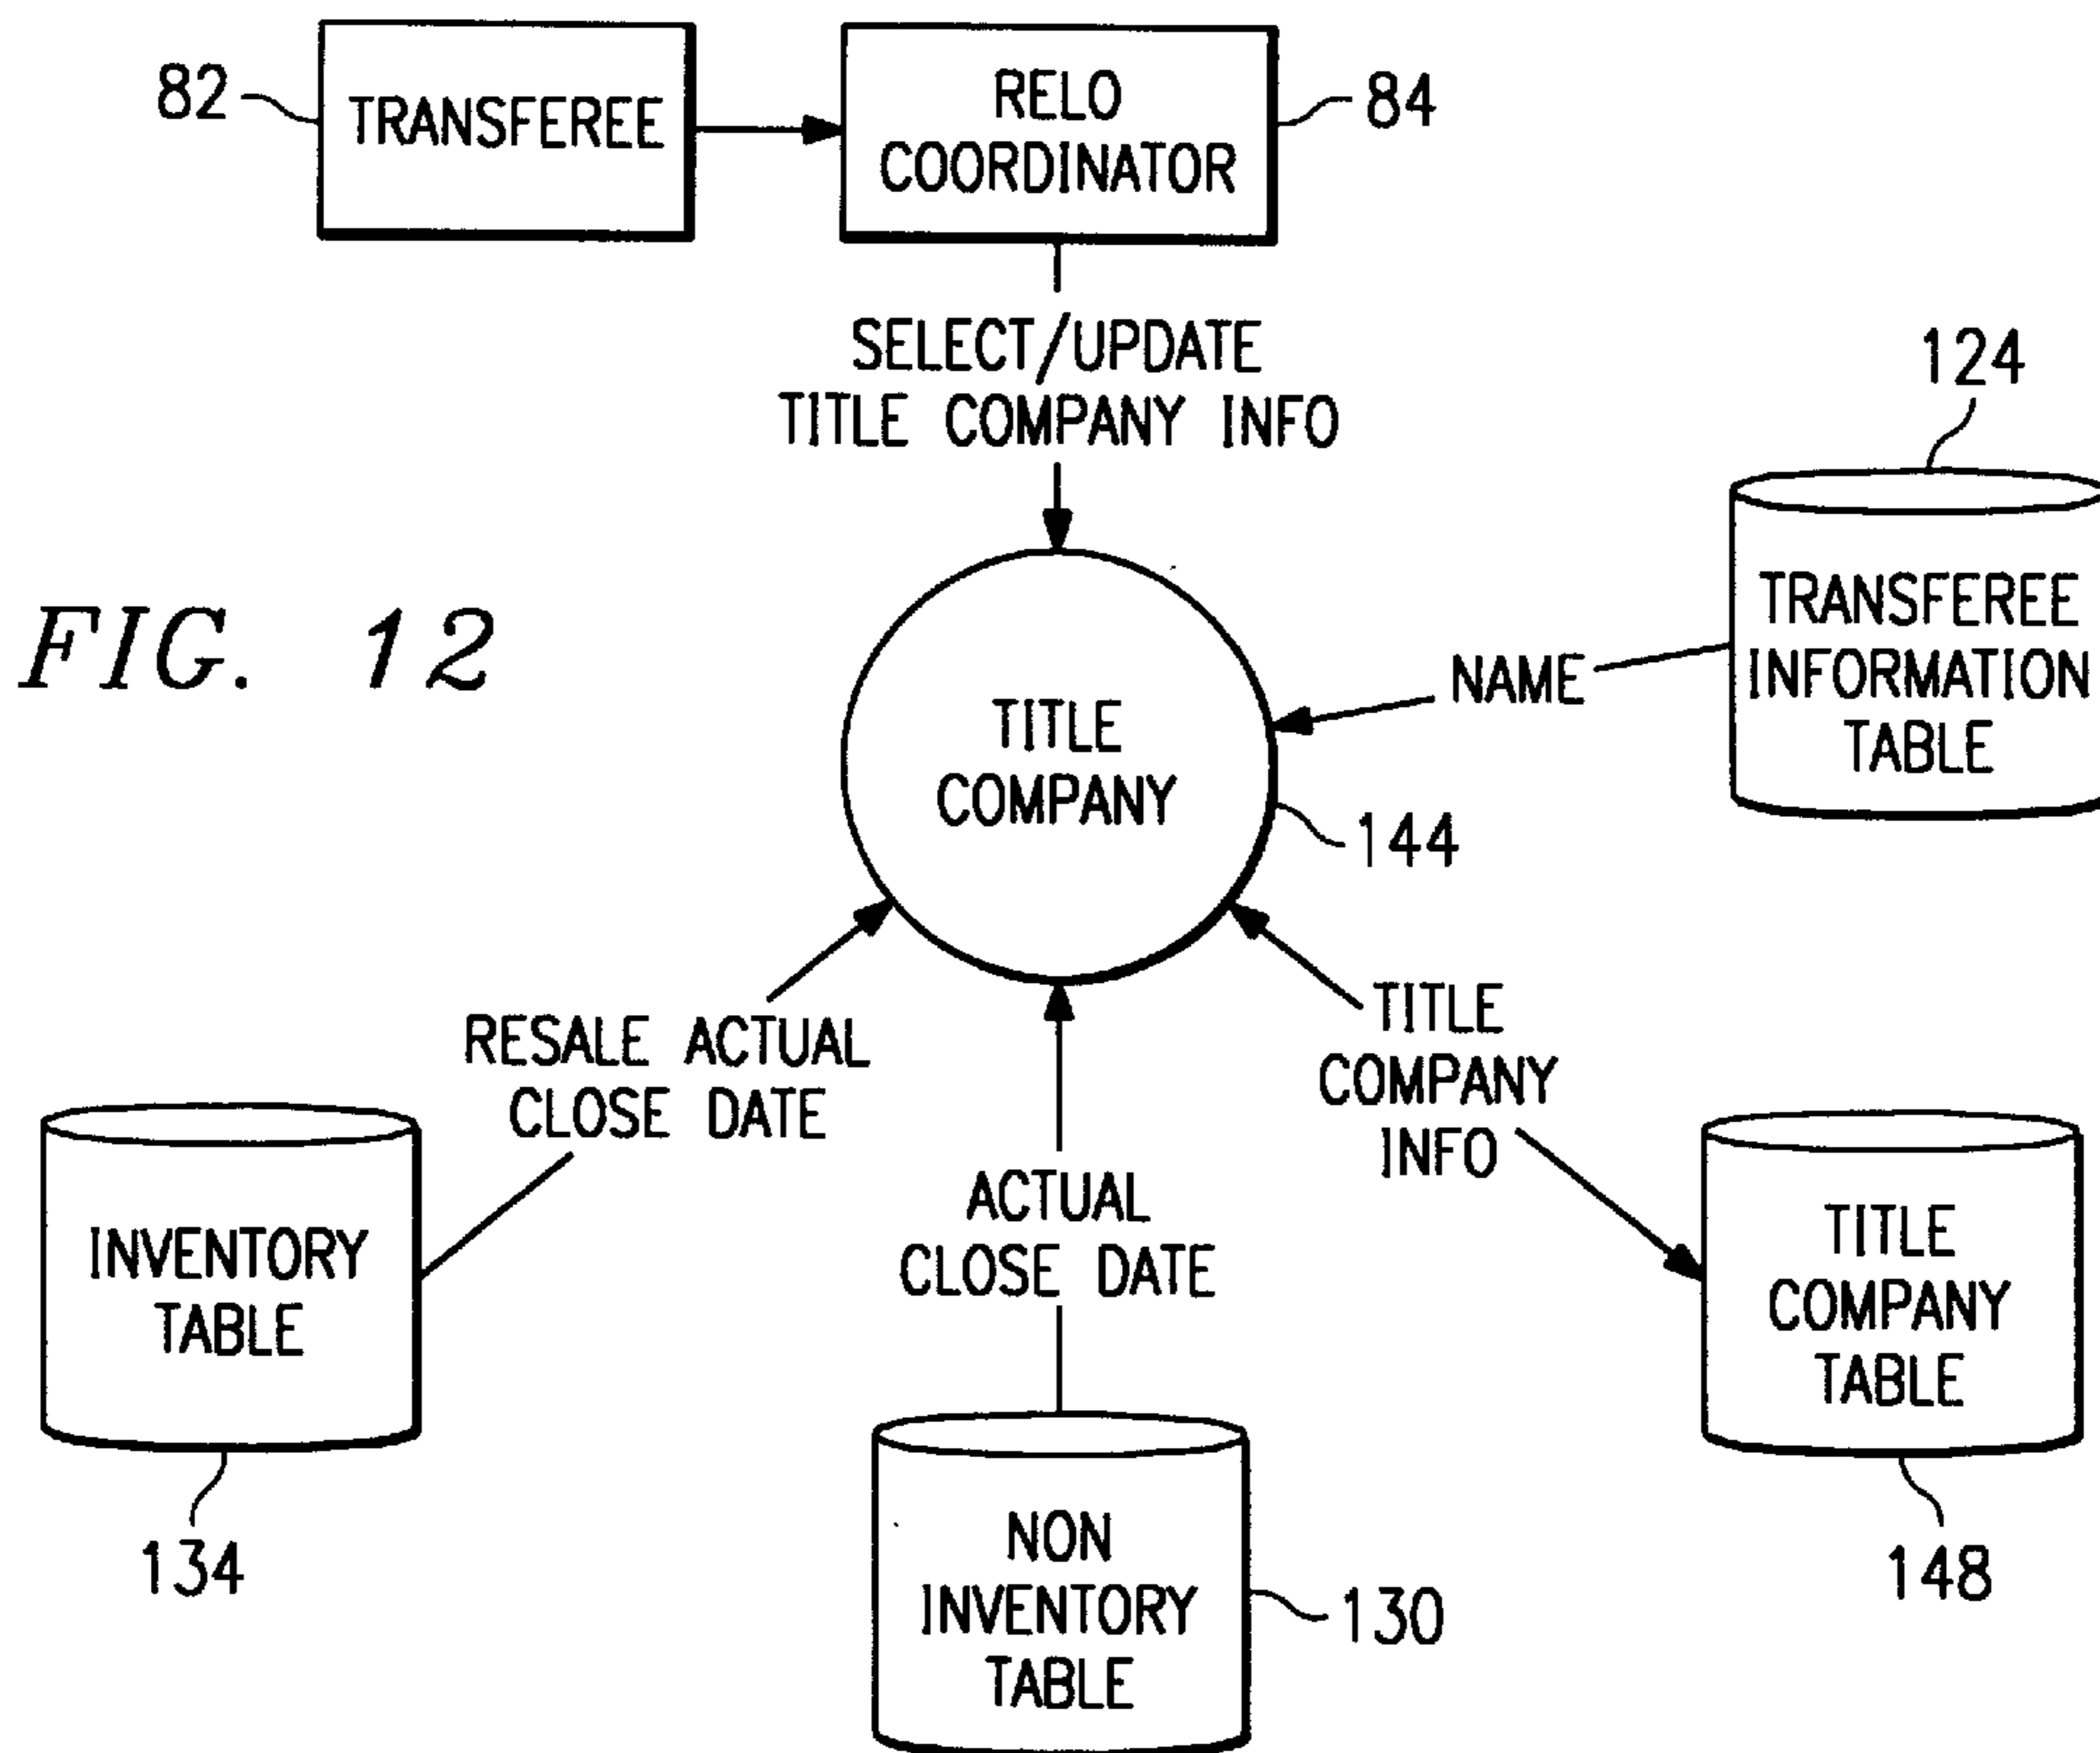 82
TRANSFEREE
RELO
COORDINATOR
84
SELECT/UPDATE
TITLE COMPANY INFO
124
TRANSFEREE
INFORMATION
TABLE
NAME
FIG. 12
TITLE
COMPANY
144
RESALE ACTUAL
CLOSE DATE
TITLE
COMPANY
INFO
ACTUAL
CLOSE DATE
INVENTORY
TABLE
134
TITLE
COMPANY
TABLE
148
NON
INVENTORY
TABLE
130